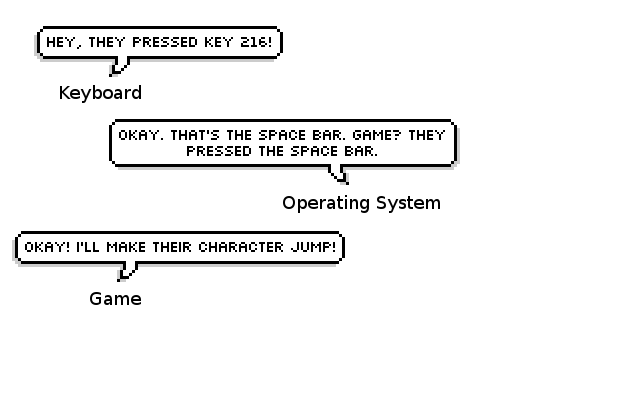 HEY, THEY PRESSED KEY 216!
Keyboard
OKAY. THAT'S THE SPACE BAR. GAME? THEY
PRESSED THE SPACE BAR.
Operating System
OKAY! I'LL MAKE THEIR CHARACTER JUMP!
Game